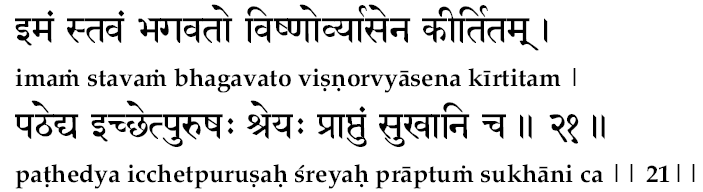 इमं स्तवं भगवतो विष्णोर्व्यासेन कीर्तितम् ।
imaṁ stavaṁ bhagavato viṣṇorvyāsena kīrtitam |
पठेद्य इच्छेत्पुरुषः श्रेयः प्राप्तुं सुखानि च ॥ २१ ॥
paṭhedya icchetpuruṣaḥ śreyaḥ prāptuṁ sukhāni ca || 21||